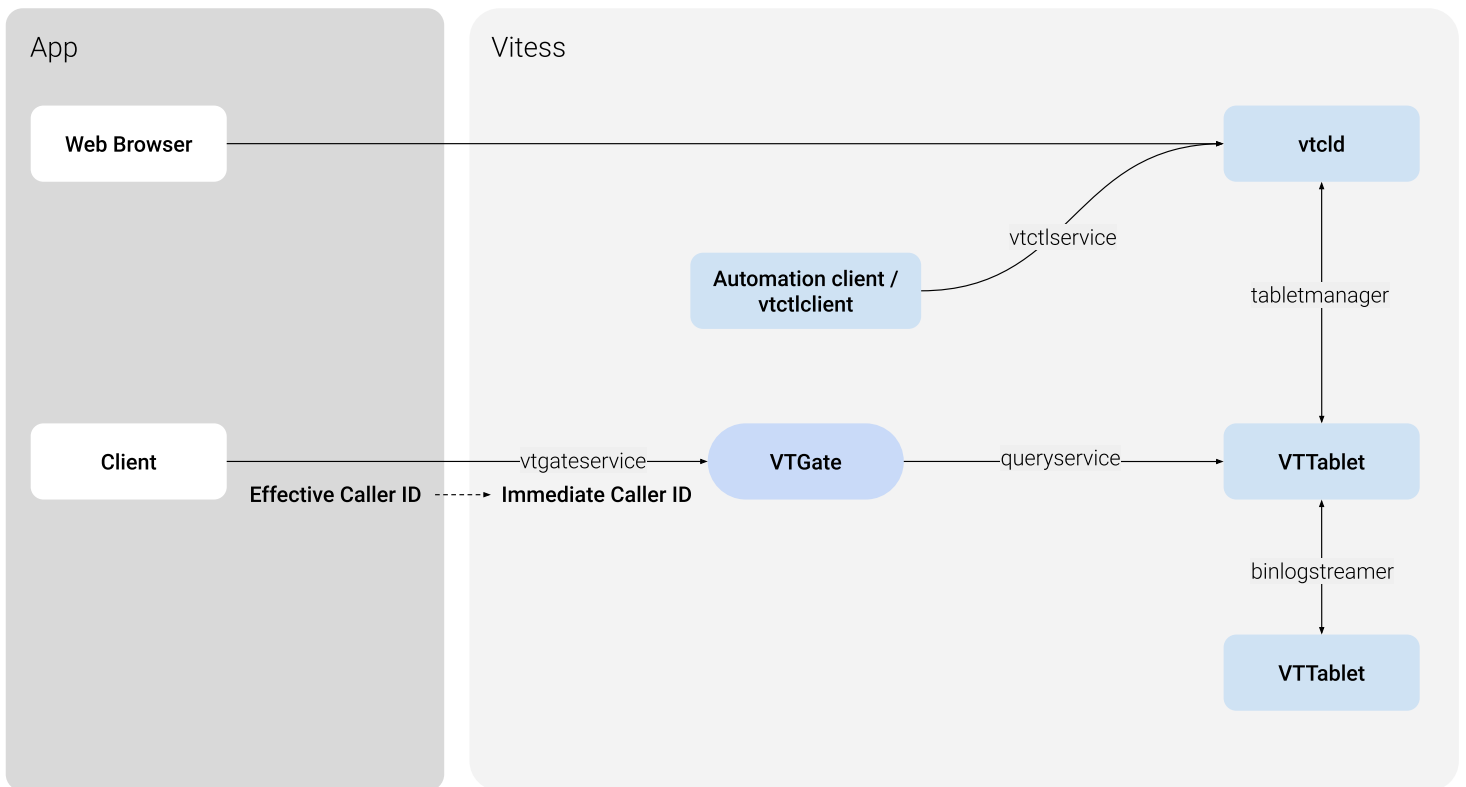 App
Vitess
Web Browser
vtcld
vtctlservice
Automation client /
vtctlclient
tabletmanager
Client
vtgateservice
VTGate
queryservice
VTTablet
Effective Caller ID
Immediate Caller ID
binlogstreamer
VTTablet